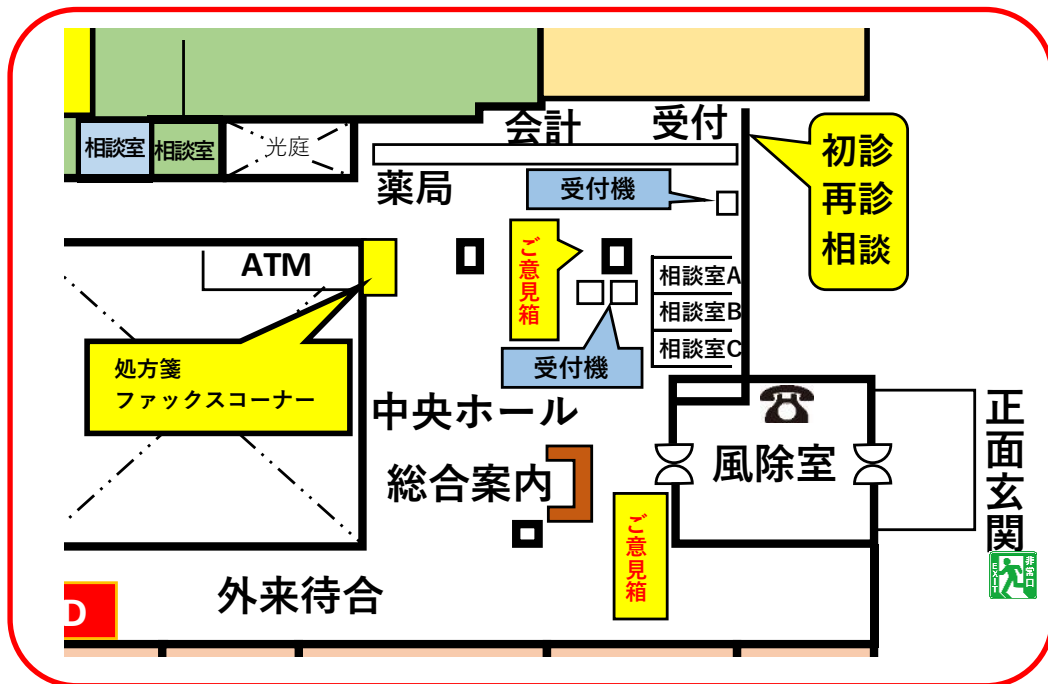 会計
受付
初診
再診
相談
相談室
相談室
光庭
薬局
受付機
ご意見箱
ATM
相談室A
相談室B
相談室C
受付機
処方箋
ファックスコーナー
中央ホール
正面玄関
風除室
総合案内
ご意見箱
EXIT
非常口
外来待合
D